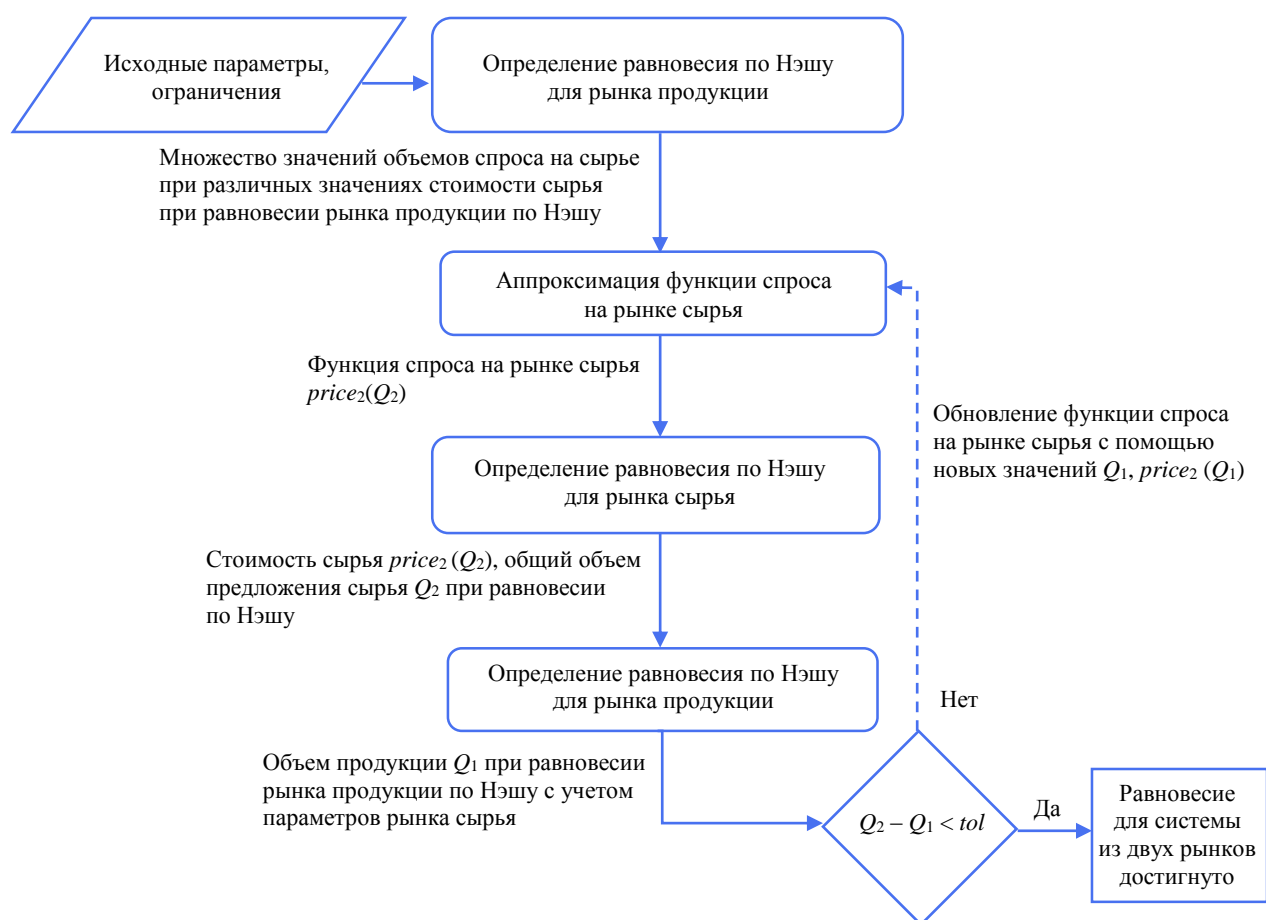 Исходные параметры,
ограничения
Определение равновесия по Нэшу
для рынка продукции
Множество значений объемов спроса на сырье
при различных значениях стоимости сырья
при равновесии рынка продукции по Нэшу
Аппроксимация функции спроса
на рынке сырья
Функция спроса на рынке сырья
price₂(Q₂)
Обновление функции спроса
на рынке сырья с помощью
новых значений Q₁, price₂ (Q₁)
Определение равновесия по Нэшу
для рынка сырья
Стоимость сырья price₂ (Q₂), общий объем
предложения сырья Q₂ при равновесии
по Нэшу
Определение равновесия по Нэшу
для рынка продукции
Нет
Объем продукции Q₁ при равновесии
рынка продукции по Нэшу с учетом
параметров рынка сырья
Q₂ – Q₁ < tol
Да
Равновесие
для системы
из двух рынков
достигнуто